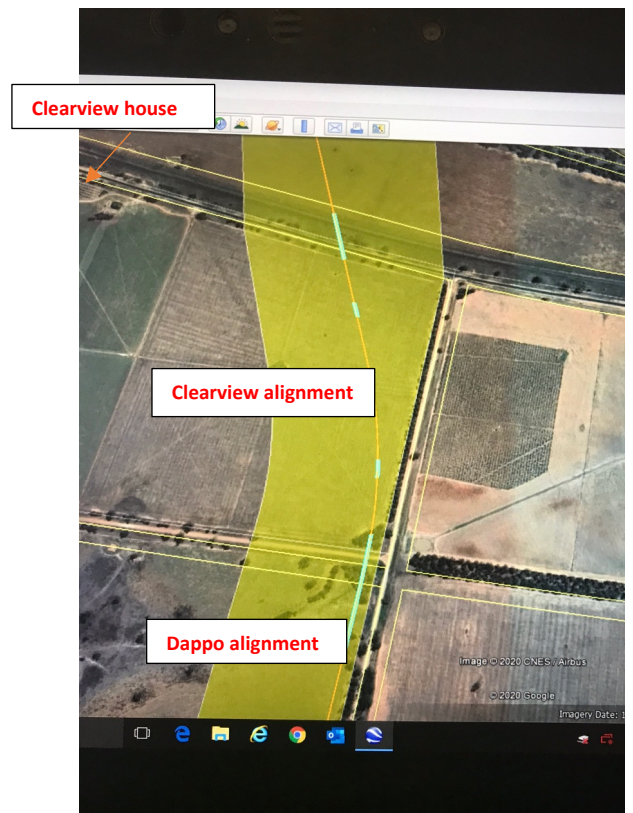 Clearview house
Clearview alignment
Dappo alignment
Image © 2020 CNES / Airbus
© 2020 Google
Imagery Date: 1